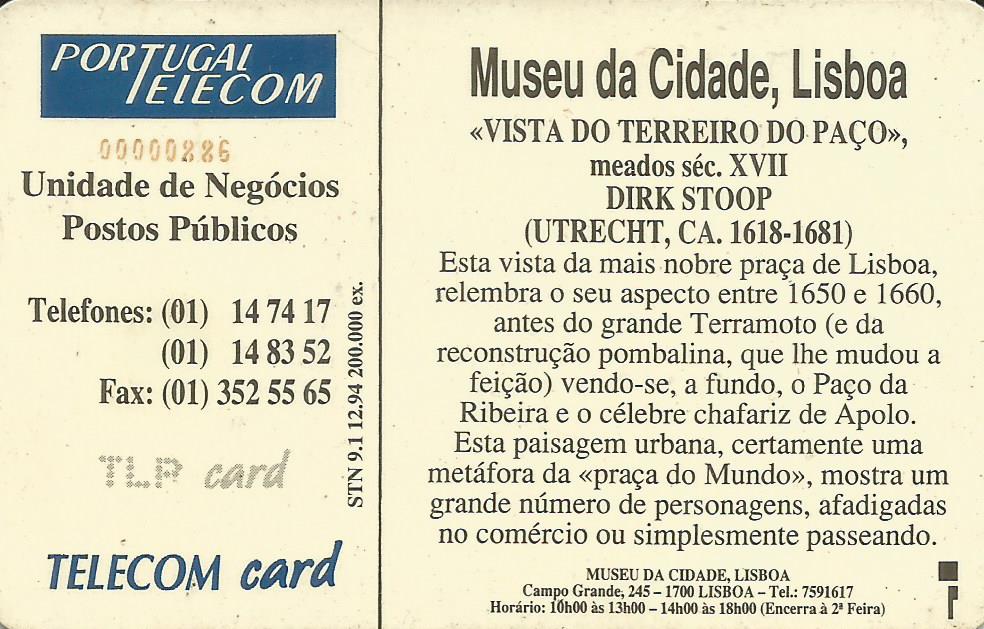 PORTUGAL
TELECOM
00000886
Unidade de Negócios
Postos Públicos
Telefones: (01) 14 74 17
(01) 14 83 52
Fax: (01) 352 55 65
STN 9.1 12.94 200.000 ex.
TLP card
TELECOM card
Museu da Cidade, Lisboa
«VISTA DO TERREIRO DO PAÇO»,
meados séc. XVII
DIRK STOOP
(UTRECHT, CA. 1618-1681)
Esta vista da mais nobre praça de Lisboa,
relembra o seu aspecto entre 1650 e 1660,
antes do grande Terramoto (e da
reconstrução pombalina, que lhe mudou a
feição) vendo-se, a fundo, o Paço da
Ribeira e o célebre chafariz de Apolo.
Esta paisagem urbana, certamente uma
metáfora da «praça do Mundo», mostra um
grande número de personagens, afadigadas
no comércio ou simplesmente passeando.
MUSEU DA CIDADE, LISBOA
Campo Grande, 245 – 1700 LISBOA – Tel.: 7591617
Horário: 10h00 às 13h00 – 14h00 às 18h00 (Encerra à 2ª Feira)